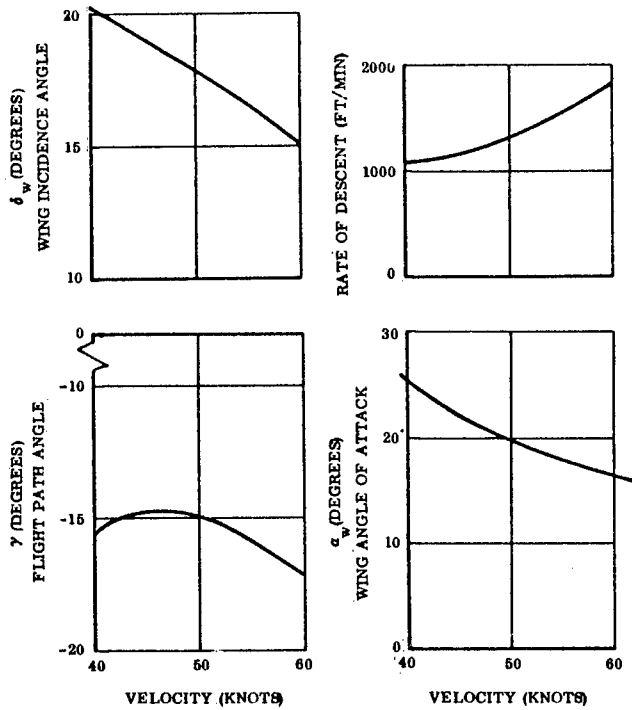 δw (DEGREES)
WING INCIDENCE ANGLE
20
15
10
RATE OF DESCENT (FT/MIN)
2000
1000
0
γ (DEGREES)
FLIGHT PATH ANGLE
0
-10
-15
-20
40
50
60
VELOCITY (KNOTS)
αw (DEGREES)
WING ANGLE OF ATTACK
30
20
10
0
40
50
60
VELOCITY (KNOTS)